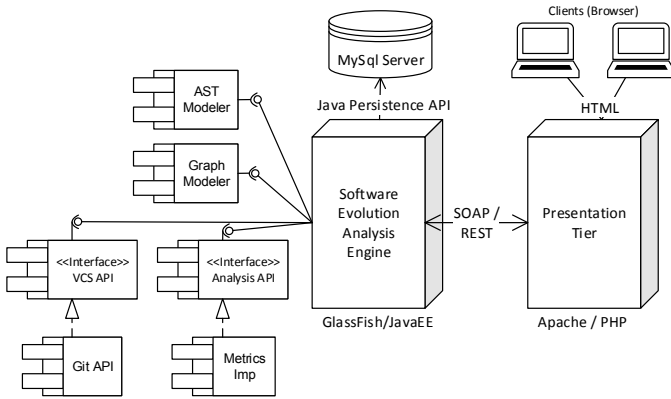 Clients (Browser)
MySql Server
AST
Modeler
Java Persistence API
HTML
Graph
Modeler
Software
Evolution
Analysis
Engine
SOAP /
REST
Presentation
Tier
<<Interface>>
VCS API
<<Interface>>
Analysis API
GlassFish/JavaEE
Apache / PHP
Git API
Metrics
Imp